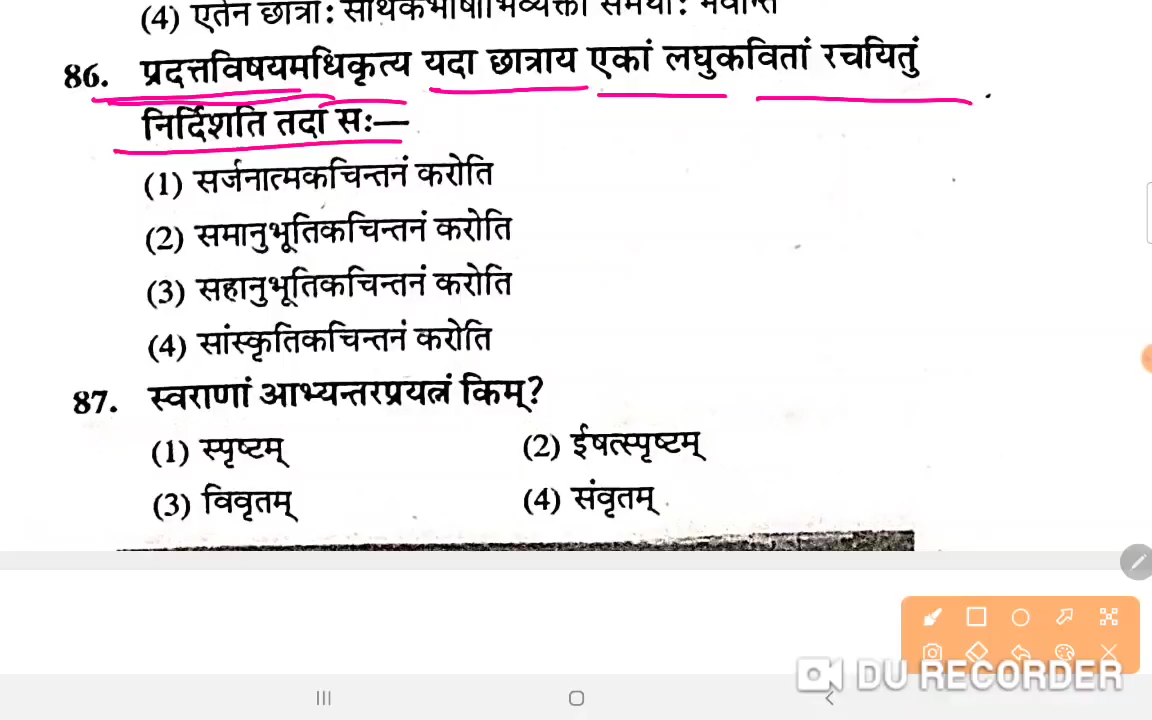 (4) एतेन छात्राः सार्थकभाषाभिव्यक्तौ समर्थाः भवन्ति
86. प्रदत्तविषयमधिकृत्य यदा छात्राय एकां लघुकवितां रचयितुं
निर्दिशति तदा सः—
(1) सर्जनात्मकचिन्तनं करोति
(2) समानुभूतिकचिन्तनं करोति
(3) सहानुभूतिकचिन्तनं करोति
(4) सांस्कृतिकचिन्तनं करोति
87. स्वराणां आभ्यन्तरप्रयत्नं किम्?
(1) स्पृष्टम् (2) ईषत्स्पृष्टम्
(3) विवृतम् (4) संवृतम्
DU RECORDER